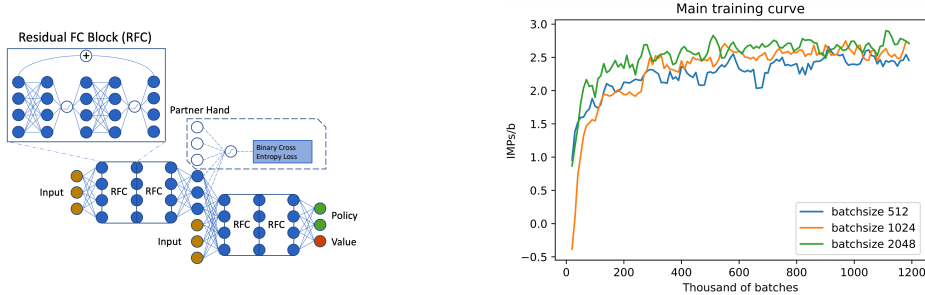 Residual FC Block (RFC)
+
Partner Hand
Binary Cross
Entropy Loss
Input
RFC
RFC
Input
RFC
RFC
Policy
Value
Main training curve
IMPs/b
3.0
2.5
2.0
1.5
1.0
0.5
0.0
−0.5
0
200
400
600
800
1000
1200
Thousand of batches
batchsize 512
batchsize 1024
batchsize 2048